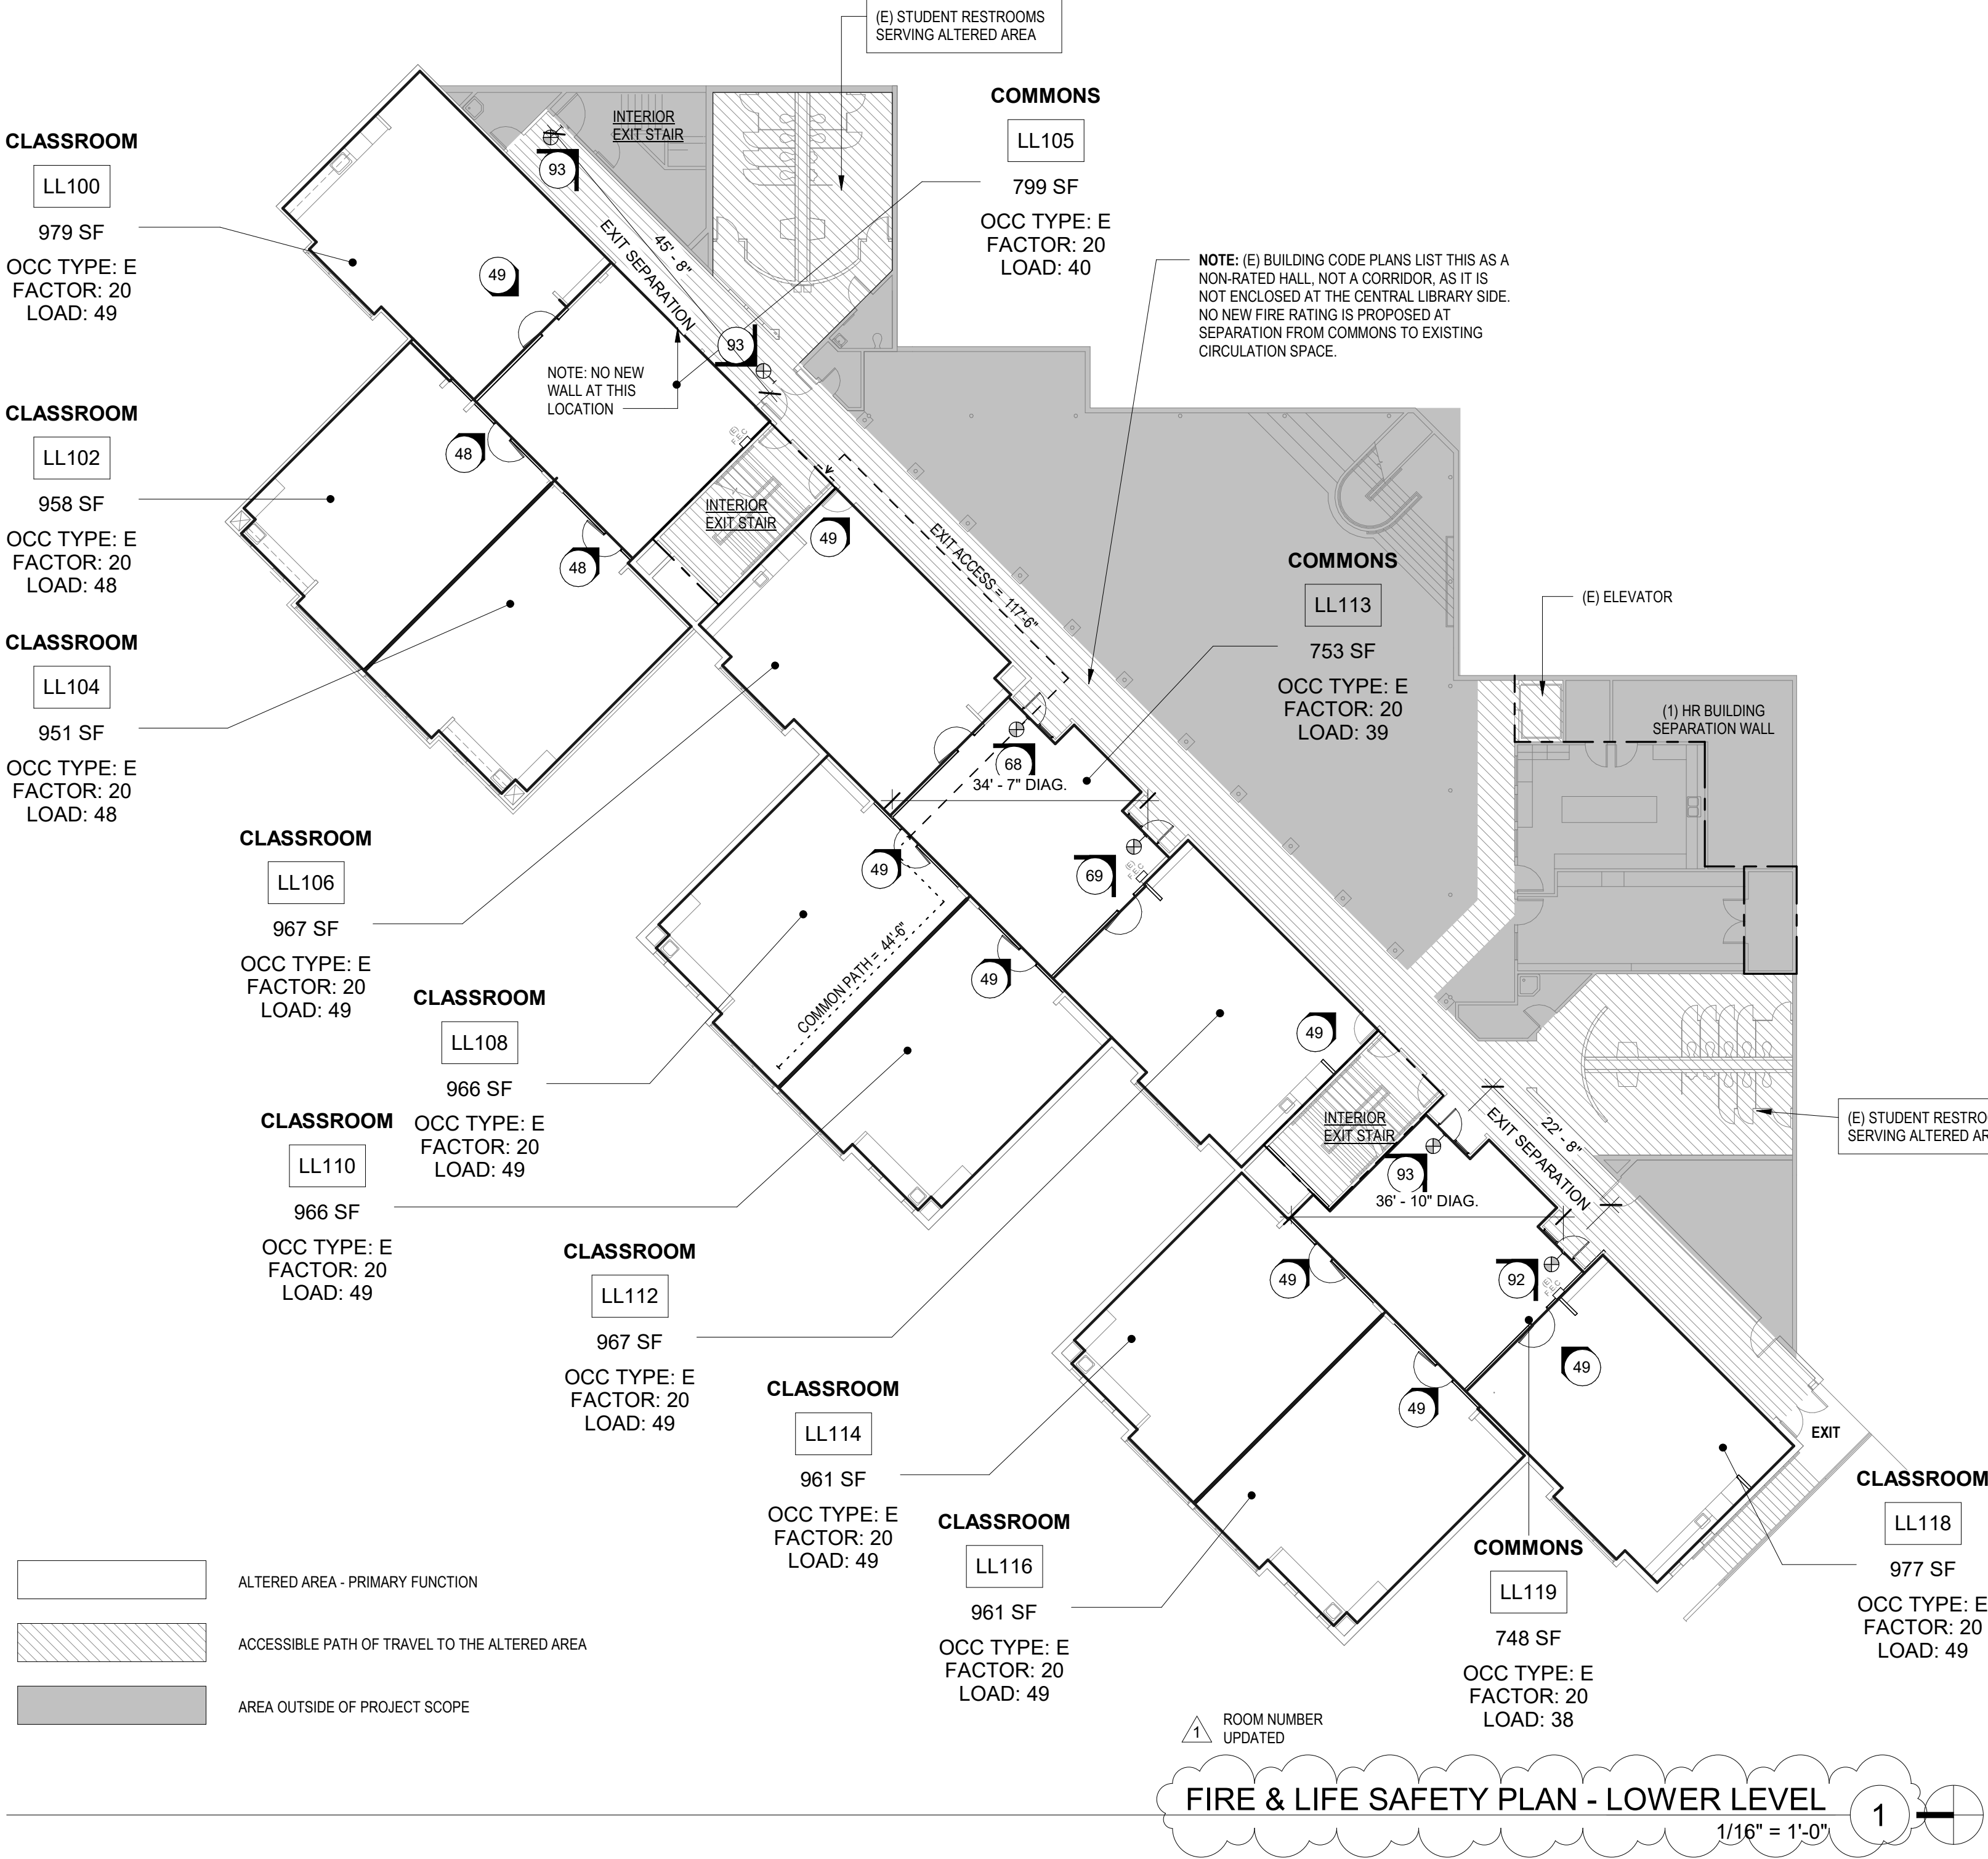 (E) STUDENT RESTROOMS
SERVING ALTERED AREA
INTERIOR
EXIT STAIR
COMMONS
LL105
799 SF
OCC TYPE: E
FACTOR: 20
LOAD: 40
CLASSROOM
LL100
979 SF
OCC TYPE: E
FACTOR: 20
LOAD: 49
93
49
45' - 8"
EXIT SEPARATION
93
NOTE: (E) BUILDING CODE PLANS LIST THIS AS A
NON-RATED HALL, NOT A CORRIDOR, AS IT IS
NOT ENCLOSED AT THE CENTRAL LIBRARY SIDE.
NO NEW FIRE RATING IS PROPOSED AT
SEPARATION FROM COMMONS TO EXISTING
CIRCULATION SPACE.
NOTE: NO NEW
WALL AT THIS
LOCATION
CLASSROOM
LL102
958 SF
OCC TYPE: E
FACTOR: 20
LOAD: 48
48
(E)
FEC
48
INTERIOR
EXIT STAIR
49
EXIT ACCESS = 117'-6"
COMMONS
LL113
753 SF
OCC TYPE: E
FACTOR: 20
LOAD: 39
(E) ELEVATOR
(1) HR BUILDING
SEPARATION WALL
CLASSROOM
LL104
951 SF
OCC TYPE: E
FACTOR: 20
LOAD: 48
68
34' - 7" DIAG.
49
69
(E)
FEC
CLASSROOM
LL106
967 SF
OCC TYPE: E
FACTOR: 20
LOAD: 49
COMMON PATH = 44'-6"
49
49
CLASSROOM
LL108
966 SF
OCC TYPE: E
FACTOR: 20
LOAD: 49
CLASSROOM
LL110
966 SF
OCC TYPE: E
FACTOR: 20
LOAD: 49
INTERIOR
EXIT STAIR
EXIT SEPARATION
22' - 8"
(E) STUDENT RESTRO
SERVING ALTERED AR
93
36' - 10" DIAG.
49
92
(E)
FEC
49
49
CLASSROOM
LL112
967 SF
OCC TYPE: E
FACTOR: 20
LOAD: 49
CLASSROOM
LL114
961 SF
OCC TYPE: E
FACTOR: 20
LOAD: 49
EXIT
CLASSROOM
LL118
977 SF
OCC TYPE: E
FACTOR: 20
LOAD: 49
CLASSROOM
LL116
961 SF
OCC TYPE: E
FACTOR: 20
LOAD: 49
COMMONS
LL119
748 SF
OCC TYPE: E
FACTOR: 20
LOAD: 38
ALTERED AREA - PRIMARY FUNCTION
ACCESSIBLE PATH OF TRAVEL TO THE ALTERED AREA
AREA OUTSIDE OF PROJECT SCOPE
1
ROOM NUMBER
UPDATED
FIRE & LIFE SAFETY PLAN - LOWER LEVEL
1
1/16" = 1'-0"